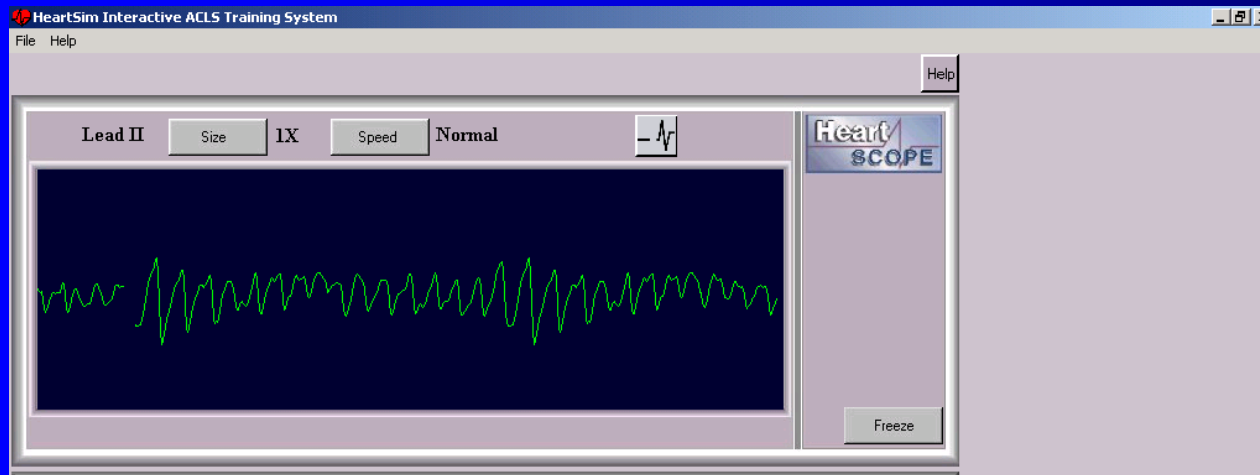 HeartSim Interactive ACLS Training System
File Help
Help
Lead II Size 1X Speed Normal
Heart
SCOPE
Freeze